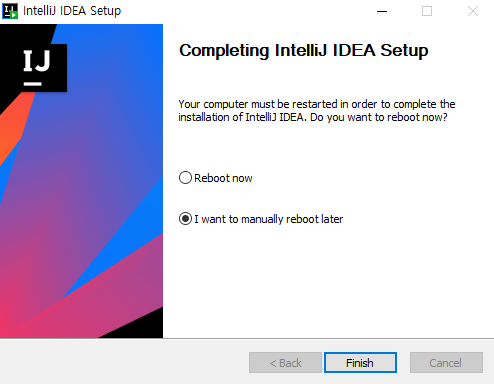 IntelliJ IDEA Setup
IJ
Completing IntelliJ IDEA Setup
Your computer must be restarted in order to complete the
installation of IntelliJ IDEA. Do you want to reboot now?
Reboot now
I want to manually reboot later
< Back
Finish
Cancel